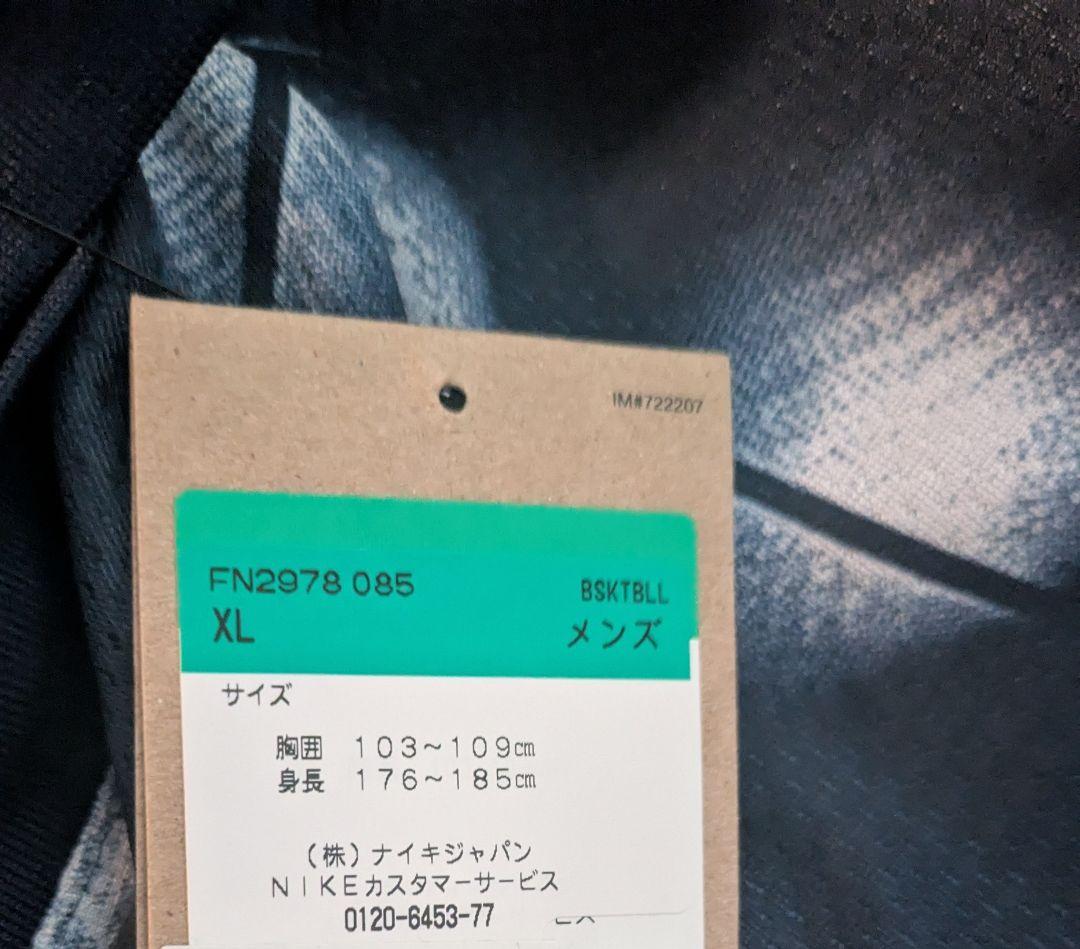 IM#722207
FN2978 085 BSKTBLL
XL メンズ
サイズ
胸囲 103~109㎝
身長 176~185㎝
(株)ナイキジャパン
NIKEカスタマーサービス
0120-6453-77